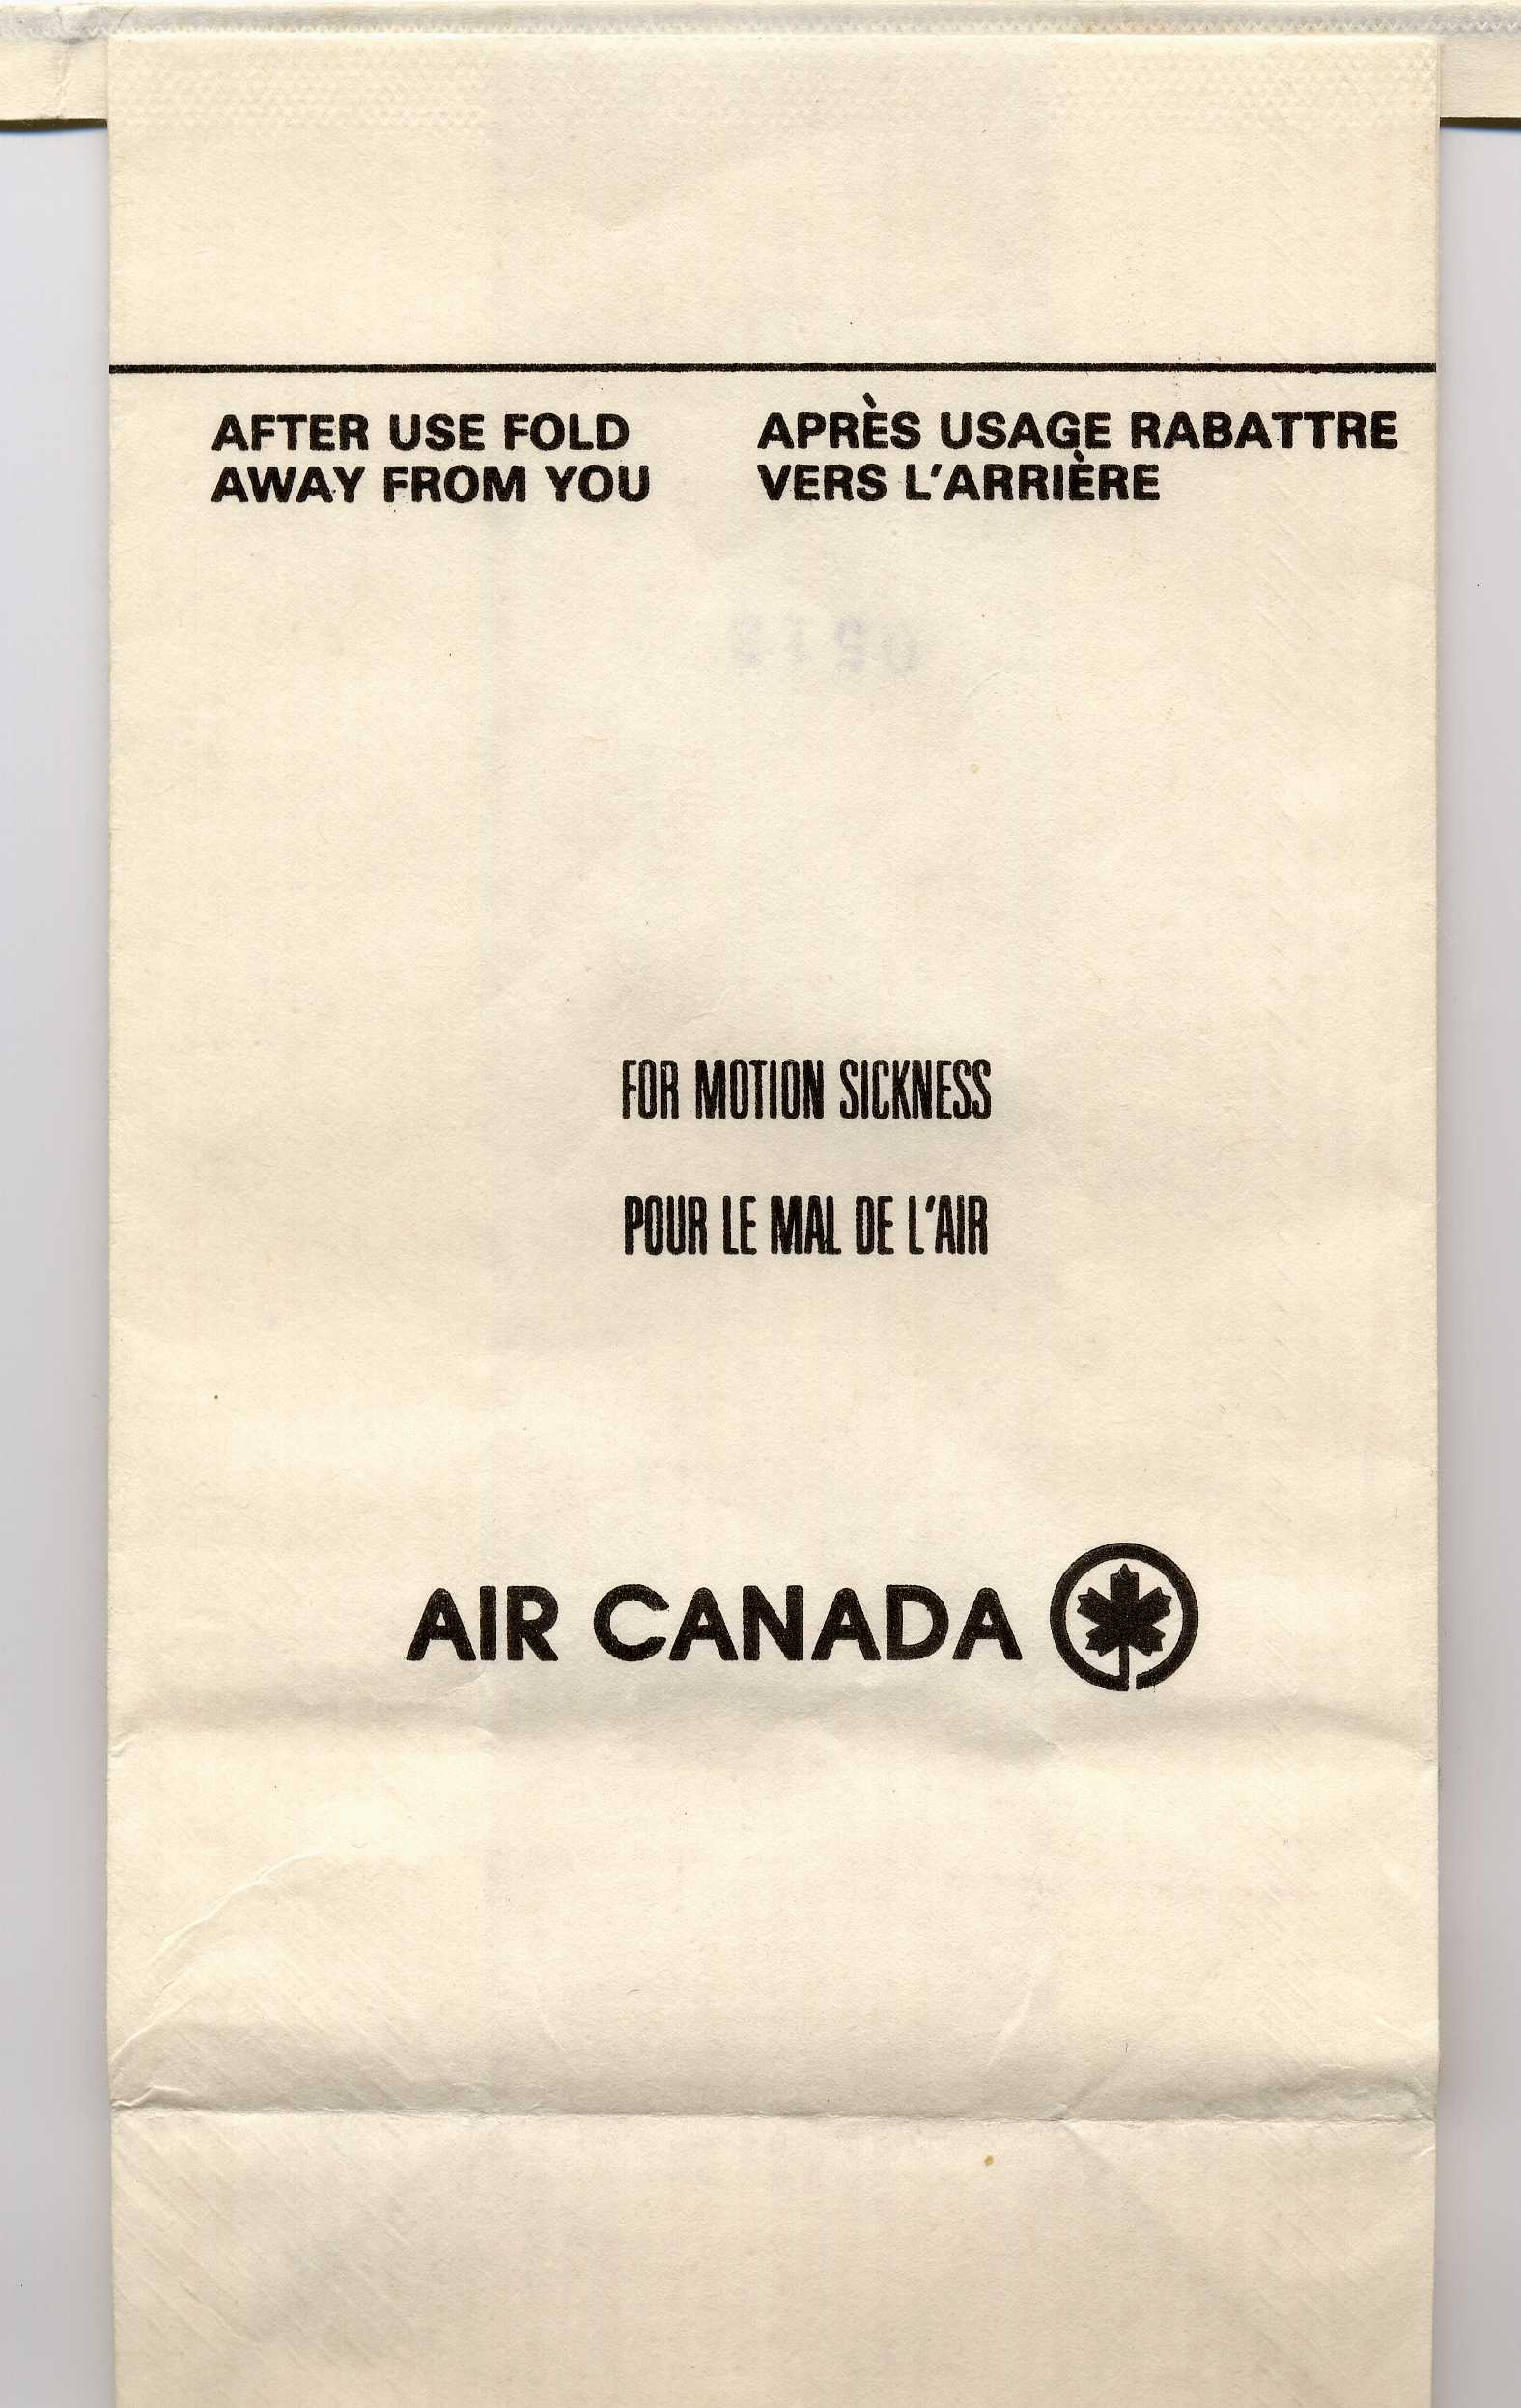 AFTER USE FOLD
AWAY FROM YOU
APRÈS USAGE RABATTRE
VERS L'ARRIÈRE
FOR MOTION SICKNESS
POUR LE MAL DE L'AIR
AIR CANADA